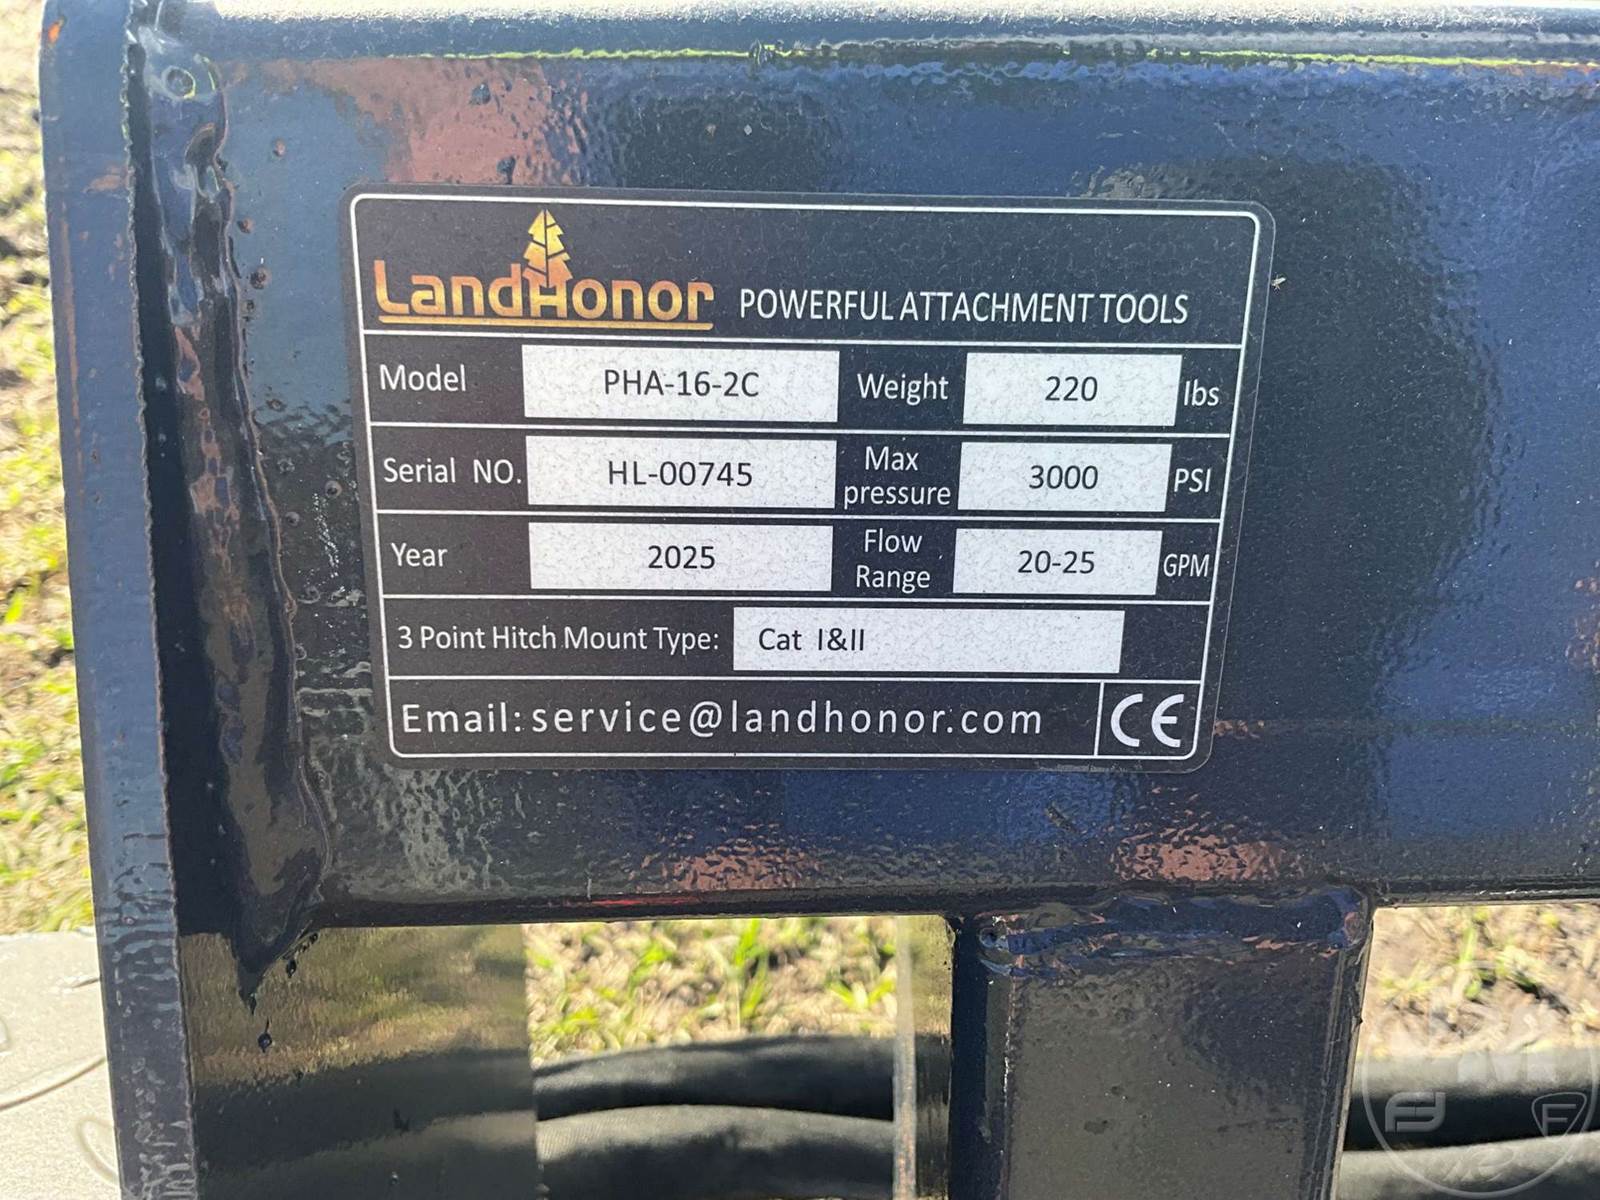 LandHonor POWERFUL ATTACHMENT TOOLS
Model PHA-16-2C Weight 220 lbs
Serial NO. HL-00745 Max pressure 3000 PSI
Year 2025 Flow Range 20-25 GPM
3 Point Hitch Mount Type: Cat I&II
Email: service@landhonor.com CE